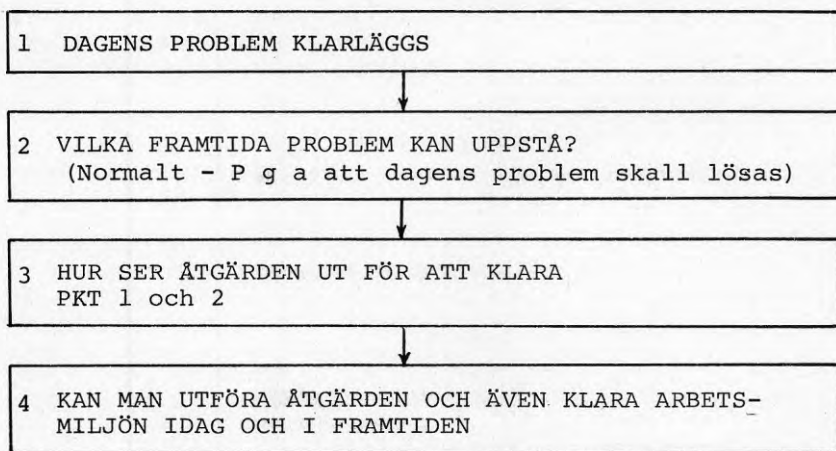 1 DAGENS PROBLEM KLARLÄGGS
2 VILKA FRAMTIDA PROBLEM KAN UPPSTÅ?
(Normalt - P g a att dagens problem skall lösas)
3 HUR SER ÅTGÄRDEN UT FÖR ATT KLARA
PKT 1 och 2
4 KAN MAN UTFÖRA ÅTGÄRDEN OCH ÄVEN KLARA ARBETS-
MILJÖN IDAG OCH I FRAMTIDEN